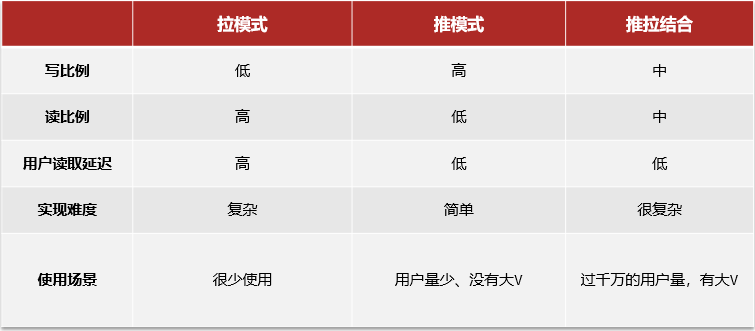 拉模式 推模式 推拉结合
写比例 低 高 中
读比例 高 低 中
用户读取延迟 高 低 低
实现难度 复杂 简单 很复杂
使用场景 很少使用 用户量少、没有大V 过千万的用户量，有大V